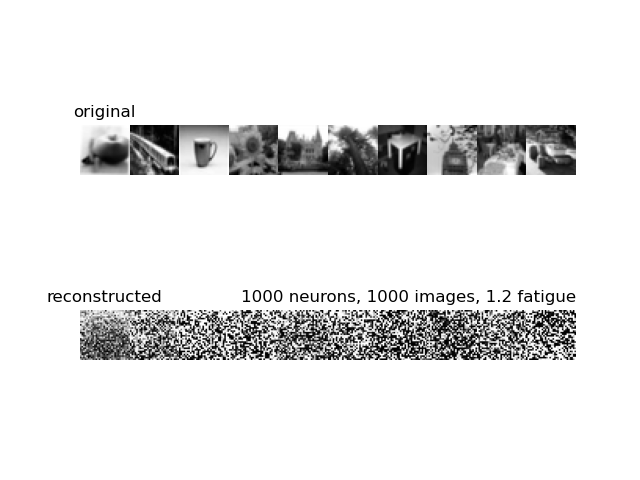 original
reconstructed
1000 neurons, 1000 images, 1.2 fatigue